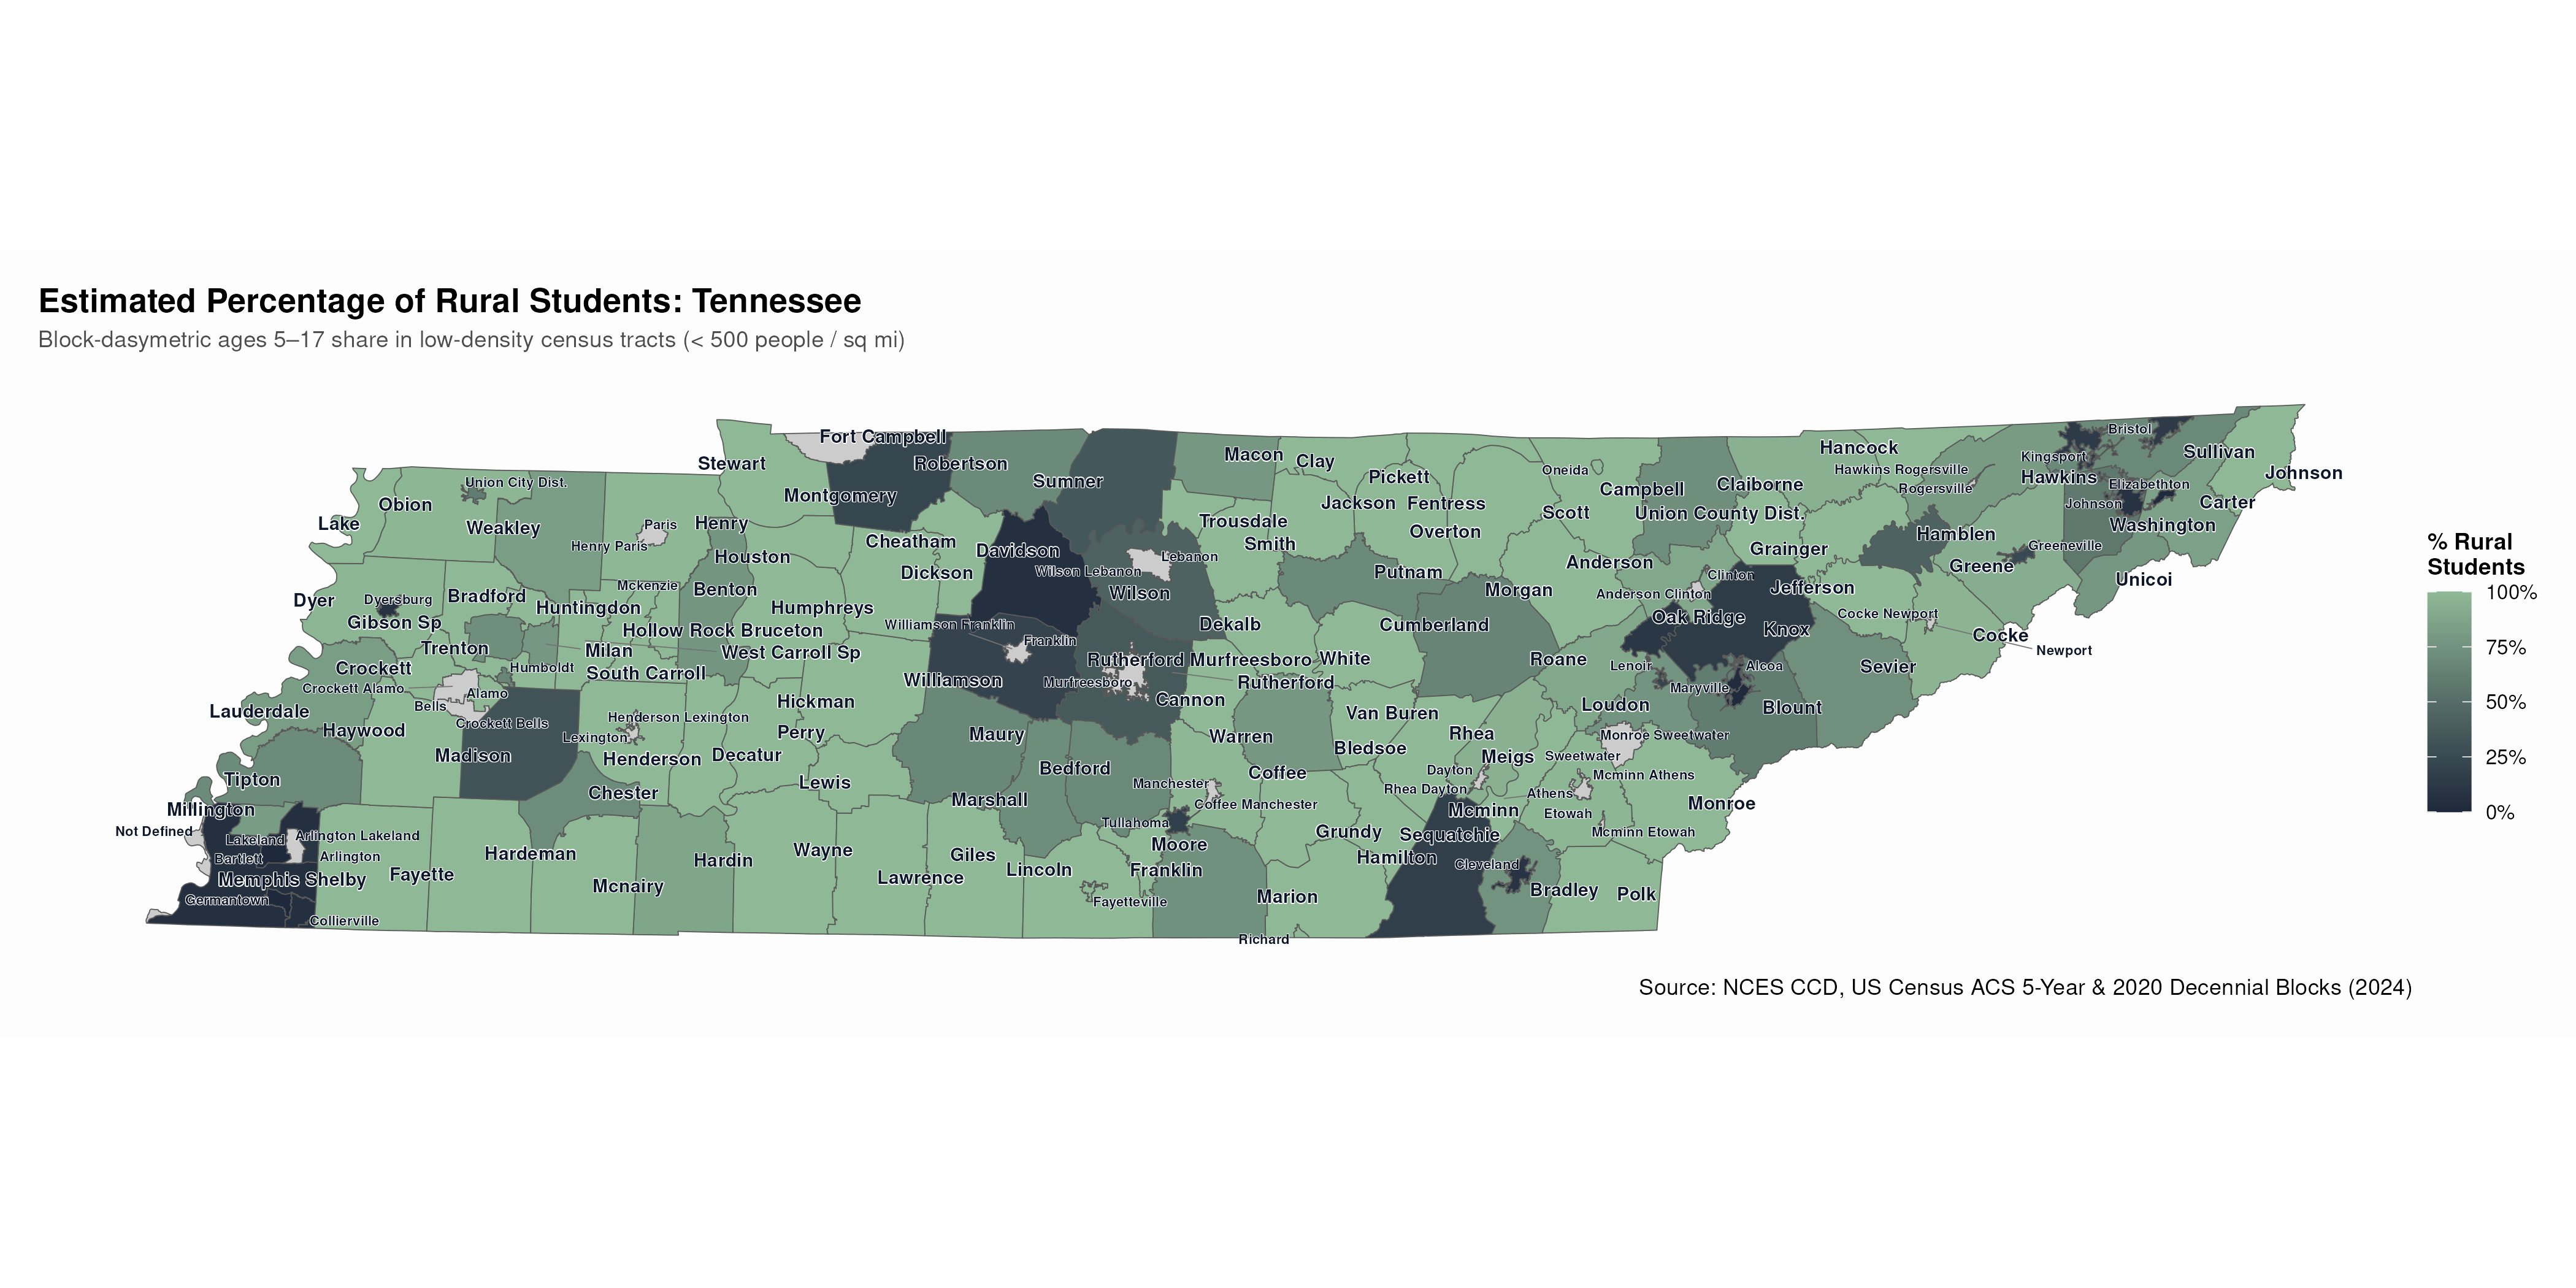 Estimated Percentage of Rural Students: Tennessee
Block-dasymetric ages 5–17 share in low-density census tracts (< 500 people / sq mi)
Fort Campbell
Stewart
Robertson
Montgomery
Sumner
Macon
Clay
Pickett
Jackson
Fentress
Overton
Oneida
Scott
Campbell
Claiborne
Union County Dist.
Hancock
Hawkins Rogersville
Rogersville
Hawkins
Kingsport
Bristol
Sullivan
Johnson
Elizabethton
Johnson
Carter
Washington
Unicoi
Greeneville
Greene
Hamblen
Grainger
Jefferson
Cocke Newport
Cocke
Newport
Union City Dist.
Obion
Lake
Weakley
Paris
Henry Paris
Henry
Houston
Benton
Mckenzie
Cheatham
Dickson
Davidson
Humphreys
Wilson Lebanon
Lebanon
Wilson
Trousdale
Smith
Putnam
Dekalb
Cumberland
Morgan
Anderson
Clinton
Anderson Clinton
Oak Ridge
Knox
Dyer
Dyersburg
Gibson Sp
Bradford
Huntingdon
Hollow Rock Bruceton
Trenton
Milan
West Carroll Sp
Humboldt
South Carroll
Crockett
Crockett Alamo
Alamo
Bells
Crockett Bells
Williamson Franklin
Franklin
Williamson
Rutherford
Murfreesboro
Murfreesboro
Rutherford
White
Cannon
Roane
Lenoir
Alcoa
Maryville
Sevier
Blount
Loudon
Lauderdale
Haywood
Madison
Henderson Lexington
Lexington
Henderson
Decatur
Hickman
Perry
Lewis
Maury
Bedford
Marshall
Warren
Van Buren
Bledsoe
Coffee
Rhea
Meigs
Dayton
Rhea Dayton
Sweetwater
Monroe Sweetwater
Mcminn Athens
Athens
Mcminn
Etowah
Mcminn Etowah
Monroe
Tipton
Millington
Not Defined
Lakeland
Arlington Lakeland
Bartlett
Arlington
Memphis Shelby
Germantown
Collierville
Fayette
Chester
Hardeman
Mcnairy
Hardin
Wayne
Lawrence
Giles
Lincoln
Fayetteville
Manchester
Coffee Manchester
Tullahoma
Moore
Franklin
Grundy
Sequatchie
Hamilton
Marion
Richard
Cleveland
Bradley
Polk
% Rural
Students
100%
75%
50%
25%
0%
Source: NCES CCD, US Census ACS 5-Year & 2020 Decennial Blocks (2024)